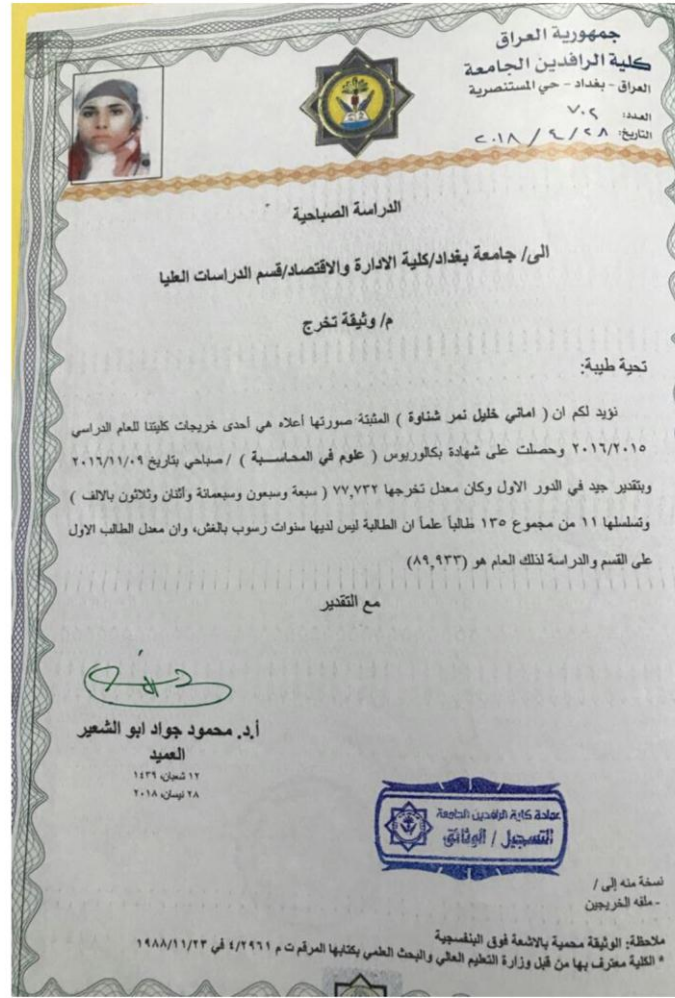 جمهورية العراق
كلية الرافدين الجامعة
العراق - بغداد - حي المستنصرية
العدد: ٧٠٢
التاريخ: ٢٨ / ٤ / ٢٠١٨
الدراسة الصباحية
الى/ جامعة بغداد/كلية الادارة والاقتصاد/قسم الدراسات العليا
م/ وثيقة تخرج
تحية طيبة:
نؤيد لكم ان ( اماني خليل نمر شناوة ) المثبتة صورتها أعلاه هي أحدى خريجات كليتنا للعام الدراسي
٢٠١٦/٢٠١٥ وحصلت على شهادة بكالوريوس ( علوم في المحاســـبة ) / صباحي بتاريخ ٢٠١٦/١١/٠٩
وبتقدير جيد في الدور الاول وكان معدل تخرجها ٧٧,٧٣٢ ( سبعة وسبعون وسبعمائة وأثنان وثلاثون بالالف )
وتسلسلها ١١ من مجموع ١٣٥ طالباً علماً ان الطالبة ليس لديها سنوات رسوب بالغش، وان معدل الطالب الاول
على القسم والدراسة لذلك العام هو (٨٩,٩٣٣)
مع التقدير
أ.د. محمود جواد ابو الشعير
العميد
١٢ شعبان، ١٤٣٩
٢٨ نيسان، ٢٠١٨
عمادة كلية الرافدين الجامعة
التسجيل / الوثائق
نسخة منه إلى /
- ملفه الخريجين
ملاحظة: الوثيقة محمية بالاشعة فوق البنفسجية
* الكلية معترف بها من قبل وزارة التعليم العالي والبحث العلمي بكتابها المرقم ت م ٤/٢٩٦١ في ١٩٨٨/١١/٢٣